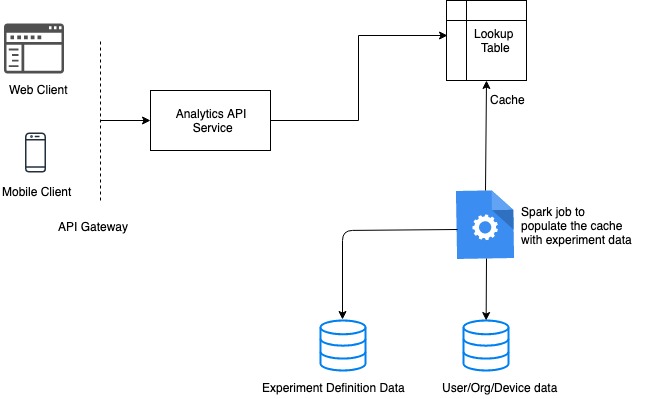 Web Client
Mobile Client
API Gateway
Analytics API
Service
Lookup
Table
Cache
Spark job to
populate the cache
with experiment data
Experiment Definition Data
User/Org/Device data